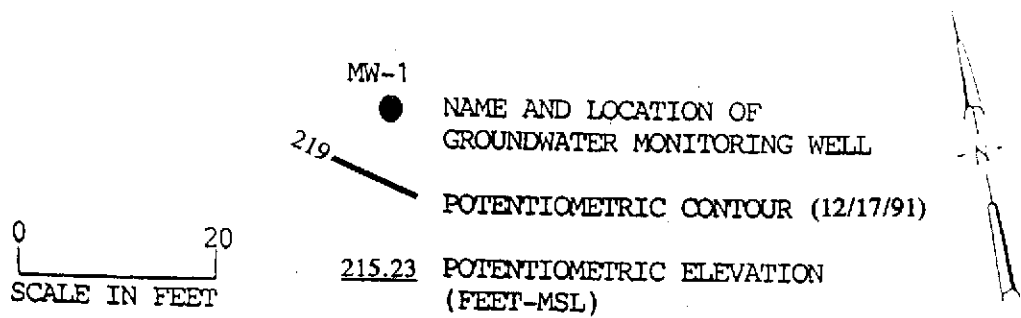 MW-1
NAME AND LOCATION OF
GROUNDWATER MONITORING WELL
219
POTENTIOMETRIC CONTOUR (12/17/91)
0 20
SCALE IN FEET
215.23 POTENTIOMETRIC ELEVATION
(FEET-MSL)